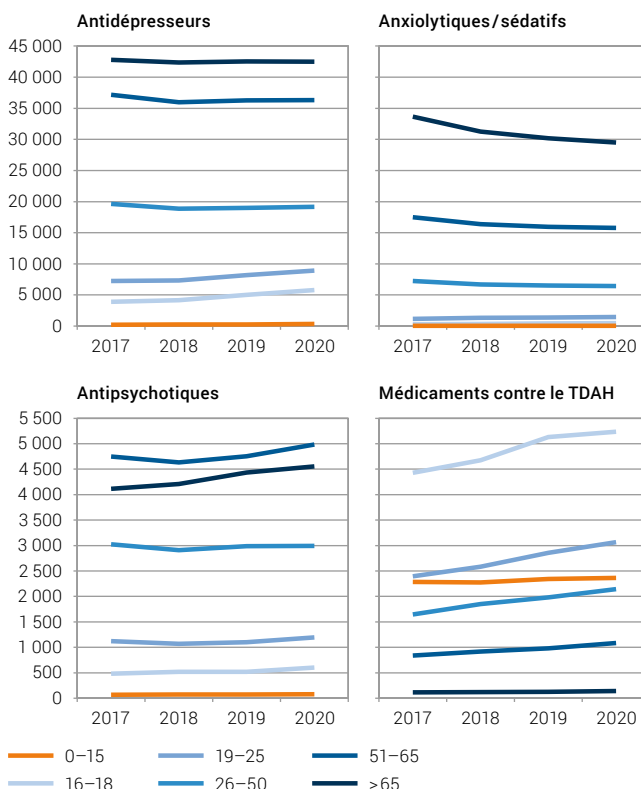 Antidépresseurs
Anxiolytiques/sédatifs
45 000
40 000
35 000
30 000
25 000
20 000
15 000
10 000
5 000
0
2017 2018 2019 2020
2017 2018 2019 2020
Antipsychotiques
Médicaments contre le TDAH
5 500
5 000
4 500
4 000
3 500
3 000
2 500
2 000
1 500
1 000
500
0
2017 2018 2019 2020
2017 2018 2019 2020
0–15 19–25 51–65
16–18 26–50 >65